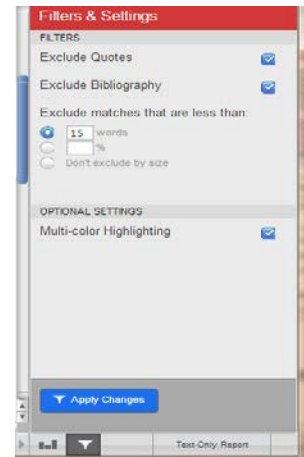 Filters & Settings
FILTERS
Exclude Quotes
Exclude Bibliography
Exclude matches that are less than:
15 words
%
Don't exclude by size
OPTIONAL SETTINGS
Multi-color Highlighting
Apply Changes
Text-Only Report